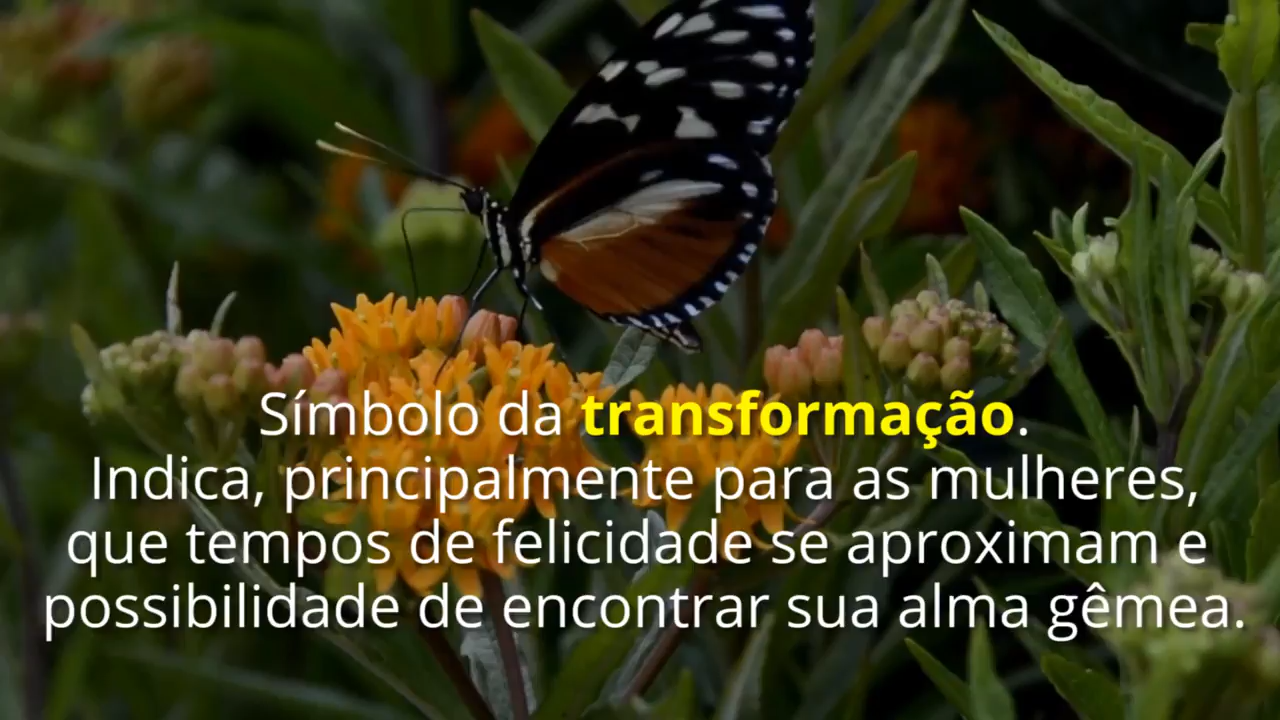 Símbolo da transformação.
Indica, principalmente para as mulheres,
que tempos de felicidade se aproximam e
possibilidade de encontrar sua alma gêmea.